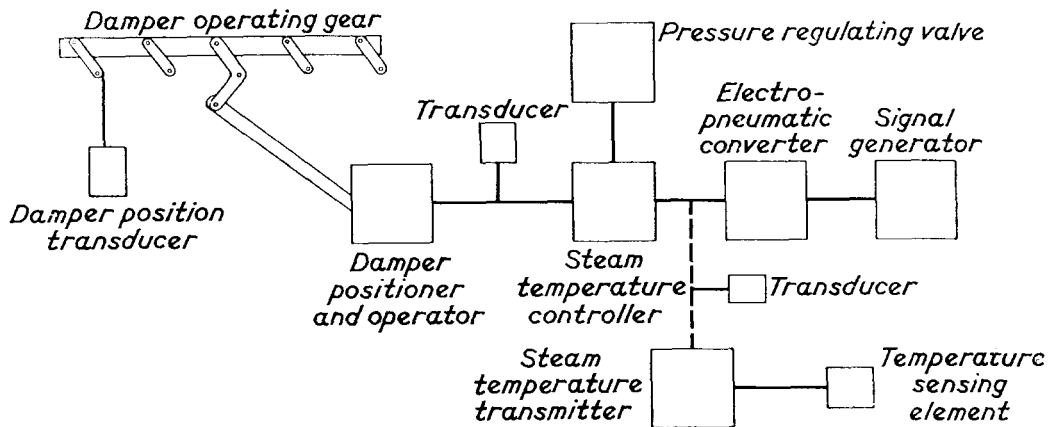 Damper operating gear
Pressure regulating valve
Transducer
Electro-
pneumatic
converter
Signal
generator
Damper position
transducer
Damper
positioner
and operator
Steam
temperature
controller
Transducer
Steam
temperature
transmitter
Temperature
sensing
element